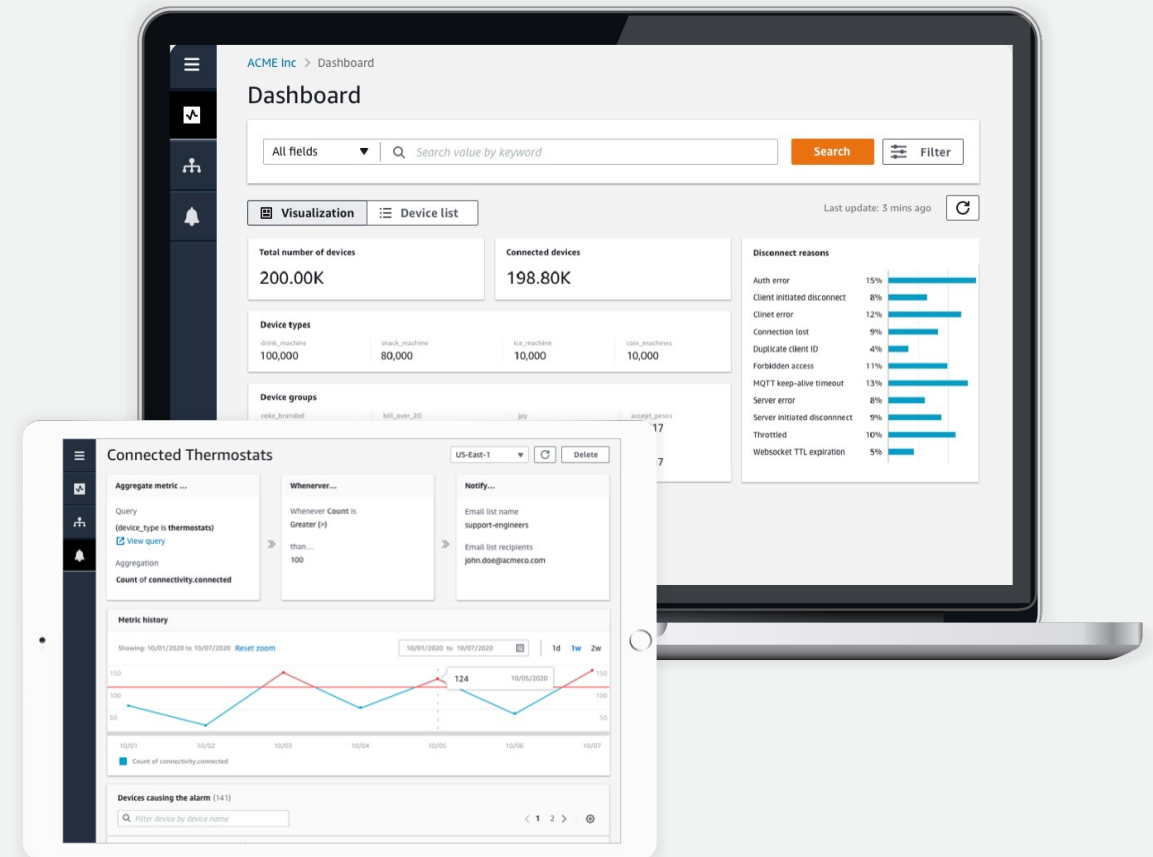 ACME Inc > Dashboard
Dashboard
All fields
Search value by keyword
Search
Filter
Visualization
Device list
Last update: 3 mins ago
Total number of devices
200.00K
Connected devices
198.80K
Device types
drink_machine
100,000
snack_machine
80,000
ice_machine
10,000
coin_machines
10,000
Device groups
coke_branded
bill_over_20
jpy
accept_pesos
17
7
Disconnect reasons
Auth error 15%
Client initiated disconnect 8%
Clinet error 12%
Connection lost 9%
Duplicate client ID 4%
Forbidden access 11%
MQTT keep-alive timeout 13%
Server error 8%
Server initiated disconnnect 9%
Throttled 10%
Websocket TTL expiration 5%
Connected Thermostats
US-East-1
Delete
Aggregate metric ...
Query
(device_type is thermostats)
View query
Aggregation
Count of connectivity.connected
Whenerver...
Whenever Count is
Greater (>)
than...
100
Notify...
Email list name
support-engineers
Email list recipients
john.doe@acmeco.com
Metric history
Showing: 10/01/2020 to 10/07/2020 Reset zoom
10/01/2020 to 10/07/2020
1d 1w 2w
150
100
50
124 10/05/2020
150
100
50
10/01 10/02 10/03 10/04 10/05 10/06 10/07
Count of connectivity.connected
Devices causing the alarm (141)
Filter device by device name
< 1 2 >